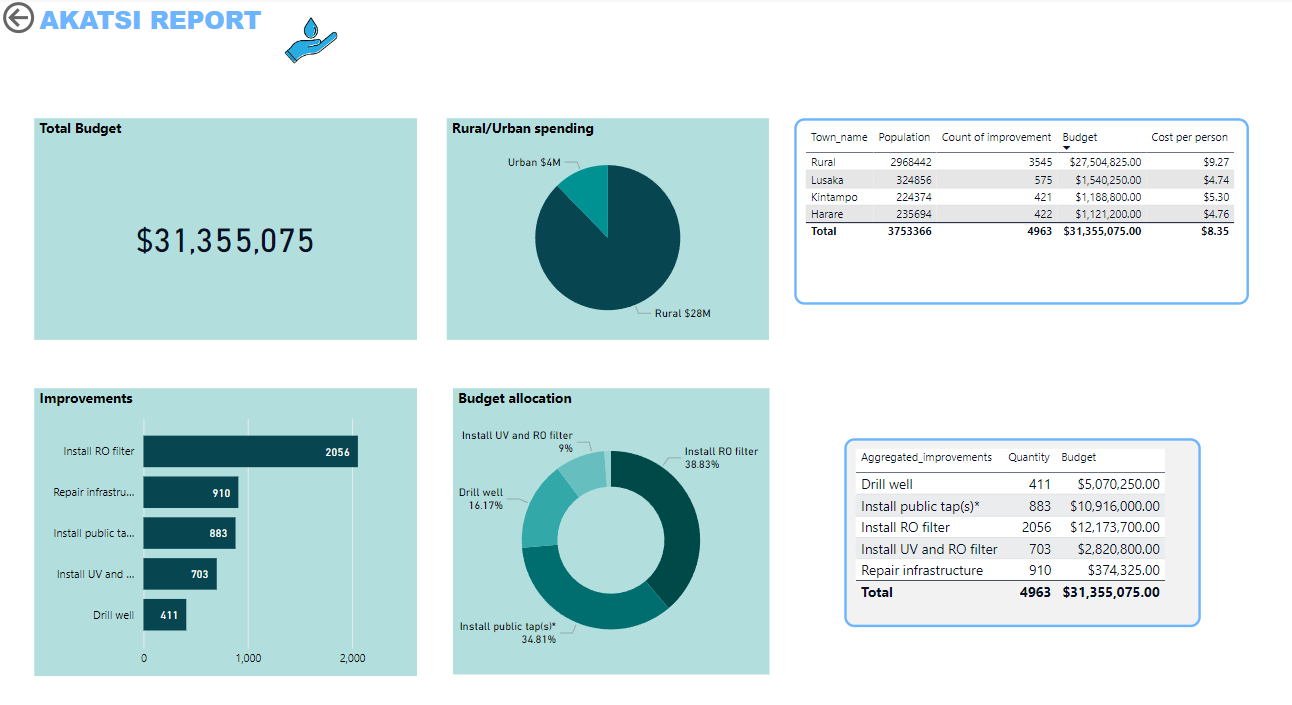 AKATSI REPORT
Total Budget
$31,355,075
Rural/Urban spending
Urban $4M
Rural $28M
Town_name Population Count of improvement Budget Cost per person
Rural 2968442 3545 $27,504,825.00 $9.27
Lusaka 324856 575 $1,540,250.00 $4.74
Kintampo 224374 421 $1,188,800.00 $5.30
Harare 235694 422 $1,121,200.00 $4.76
Total 3753366 4963 $31,355,075.00 $8.35
Improvements
Install RO filter 2056
Repair infrastru... 910
Install public ta... 883
Install UV and ... 703
Drill well 411
0 1,000 2,000
Budget allocation
Install UV and RO filter
9%
Install RO filter
38.83%
Drill well
16.17%
Install public tap(s)*
34.81%
Aggregated_improvements Quantity Budget
Drill well 411 $5,070,250.00
Install public tap(s)* 883 $10,916,000.00
Install RO filter 2056 $12,173,700.00
Install UV and RO filter 703 $2,820,800.00
Repair infrastructure 910 $374,325.00
Total 4963 $31,355,075.00